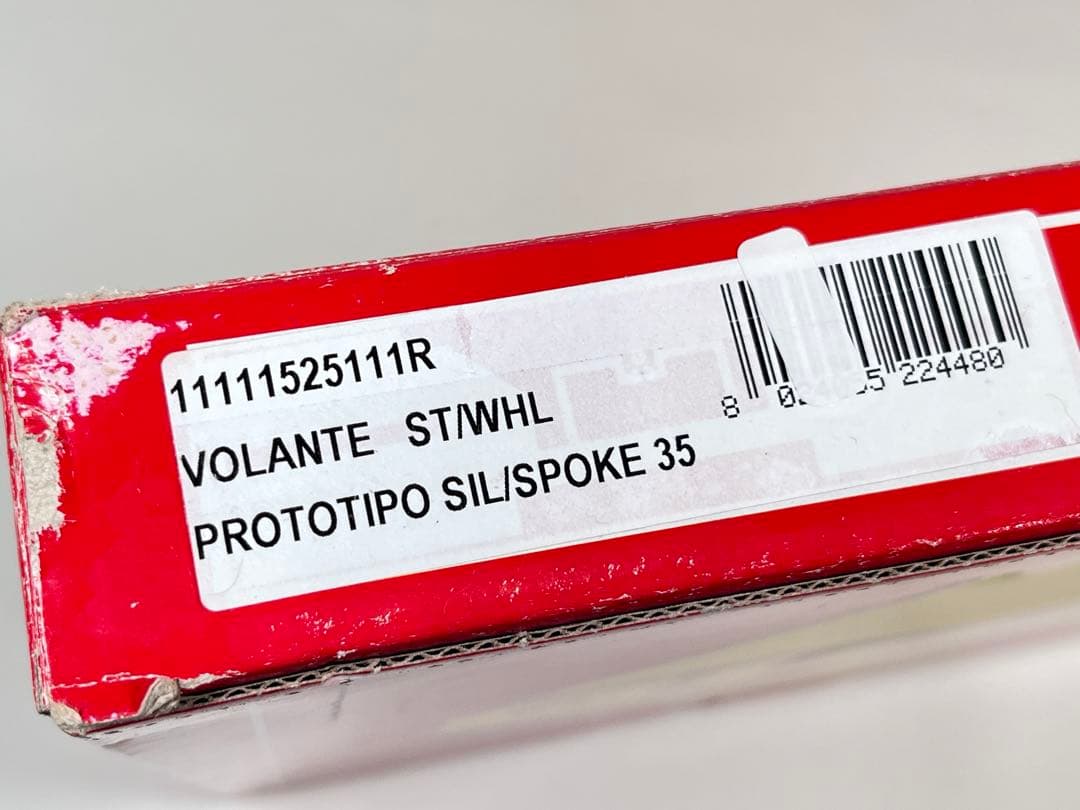 11111525111R
VOLANTE ST/WHL
PROTOTIPO SIL/SPOKE 35
8 224480